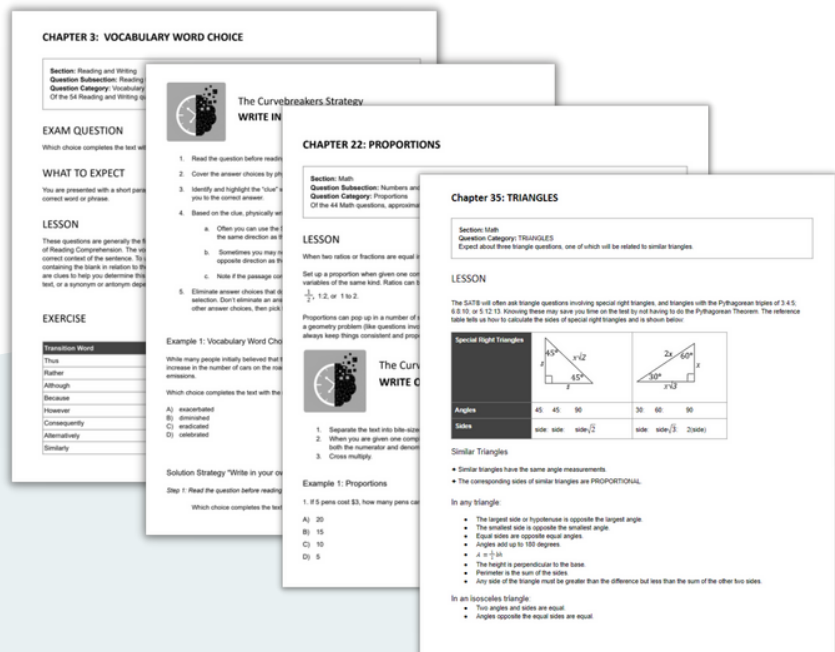 CHAPTER 3: VOCABULARY WORD CHOICE
Section: Reading and Writing
Question Subsection: Reading
Question Category: Vocabulary
Of the 54 Reading and Writing
EXAM QUESTION
Which choice completes the text
WHAT TO EXPECT
You are presented with a short
correct word or phrase.
LESSON
These questions are generally the
of Reading Comprehension. The
correct context of the sentence. To
containing the blank in relation to
are clues to help you determine this
text, or a synonym or antonym
EXERCISE
Transition Word
Thus
Rather
Although
Because
However
Consequently
Alternatively
Similarly
The Curvebreakers Strategy
WRITE IN
1. Read the question before
2. Cover the answer choices by
3. Identify and highlight the "clue"
you to the correct answer.
4. Based on the clue, physically
a. Often you can use the
the same direction as
b. Sometimes you may
opposite direction as
c. Note if the passage
5. Eliminate answer choices that
selection. Don't eliminate an
other answer choices, then pick
Example 1: Vocabulary Word
While many people initially believed that
increase in the number of cars on the
emissions.
Which choice completes the text with the
A) exacerbated
B) diminished
C) eradicated
D) celebrated
Solution Strategy "Write in your
Step 1: Read the question before reading
Which choice completes the text
CHAPTER 22: PROPORTIONS
Section: Math
Question Subsection: Numbers and
Question Category: Proportions
Of the 44 Math questions,
LESSON
When two ratios or fractions are equal
Set up a proportion when given one
variables of the same kind. Ratios can
1/2, 1:2, or 1 to 2.
Proportions can pop up in a number of
a geometry problem (like questions
always keep things consistent and
The
WRITE
1. Separate the text into bite-size
2. When you are given one
both the numerator and
3. Cross multiply.
Example 1: Proportions
1. If 5 pens cost $3, how many pens
A) 20
B) 15
C) 10
D) 5
Chapter 35: TRIANGLES
Section: Math
Question Category: TRIANGLES
Expect about three triangle questions, one of which will be related to similar triangles.
LESSON
The SAT® will often ask triangle questions involving special right triangles, and triangles with the Pythagorean triples of 3:4:5;
6:8:10; or 5:12:13. Knowing these may save you time on the test by not having to do the Pythagorean Theorem. The reference
table tells us how to calculate the sides of special right triangles and is shown below:
Special Right Triangles
45° x√2
45°
2x 60° x
30°
x√3
Angles 45: 45: 90 30: 60: 90
Sides side: side: side√2 side: side√3: 2(side)
Similar Triangles
Similar triangles have the same angle measurements.
The corresponding sides of similar triangles are PROPORTIONAL.
In any triangle:
The largest side or hypotenuse is opposite the largest angle.
The smallest side is opposite the smallest angle.
Equal sides are opposite equal angles.
Angles add up to 180 degrees.
A = 1/2 bh
The height is perpendicular to the base.
Perimeter is the sum of the sides.
Any side of the triangle must be greater than the difference but less than the sum of the other two sides.
In an isosceles triangle:
Two angles and sides are equal.
Angles opposite the equal sides are equal.